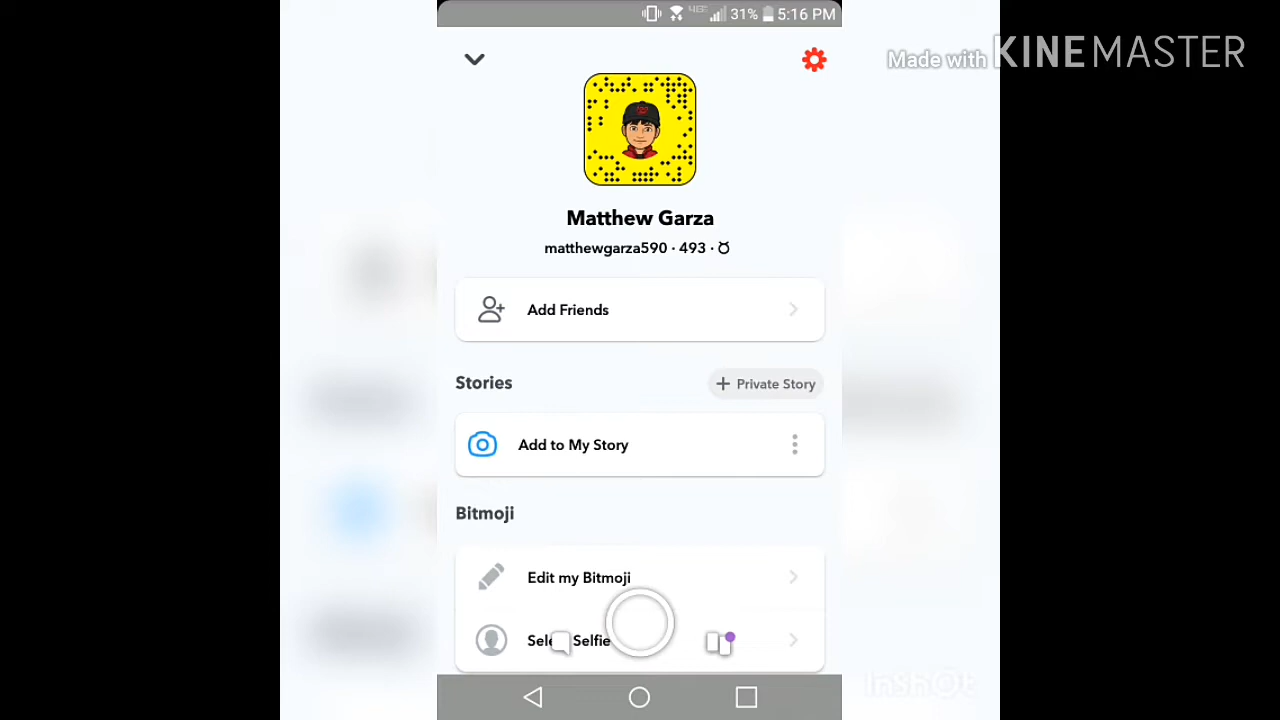 31% 5:16 PM
Made with KINEMASTER
Matthew Garza
matthewgarza590 · 493 · ♉
Add Friends
Stories
+ Private Story
Add to My Story
Bitmoji
Edit my Bitmoji
Selfie
InShOt